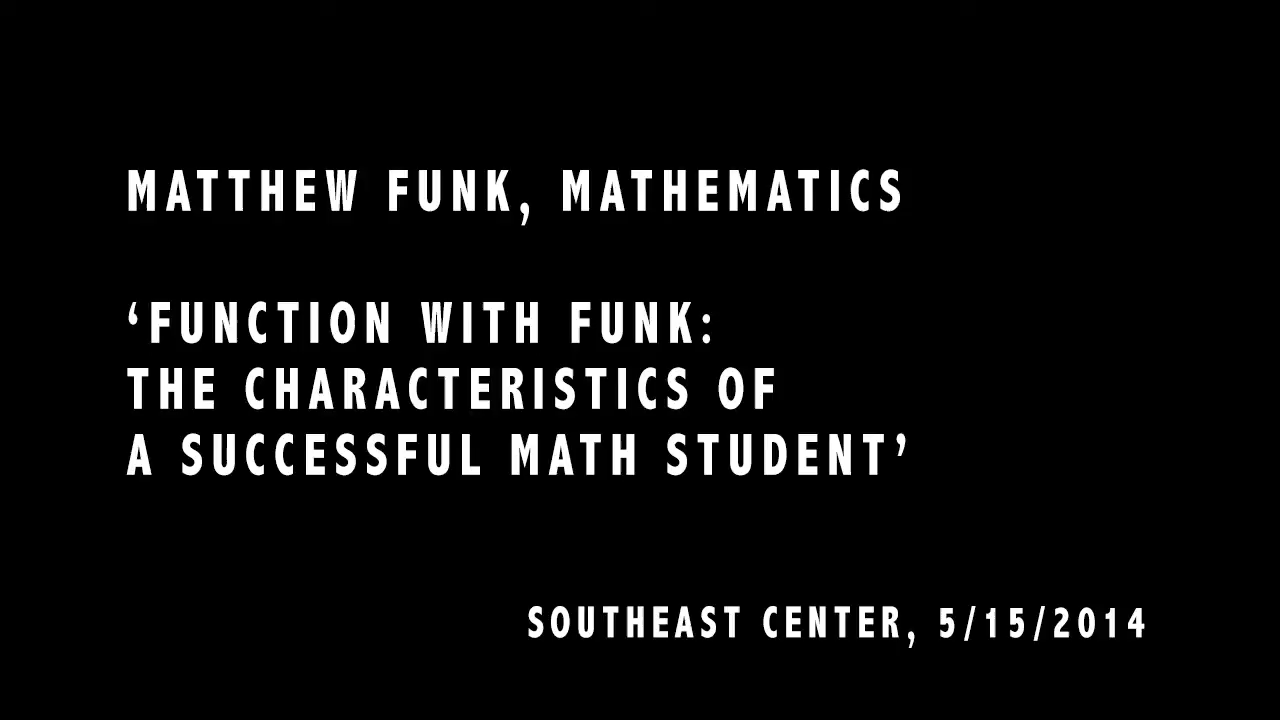 MATTHEW FUNK, MATHEMATICS
‘FUNCTION WITH FUNK:
THE CHARACTERISTICS OF
A SUCCESSFUL MATH STUDENT’
SOUTHEAST CENTER, 5/15/2014